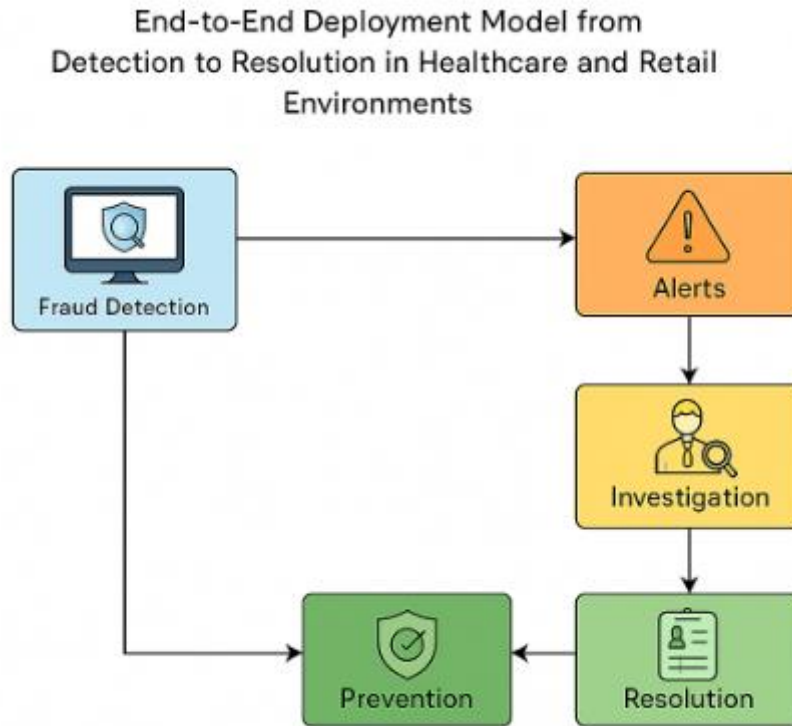 End-to-End Deployment Model from
Detection to Resolution in Healthcare and Retail
Environments
Fraud Detection
Alerts
Investigation
Prevention
Resolution